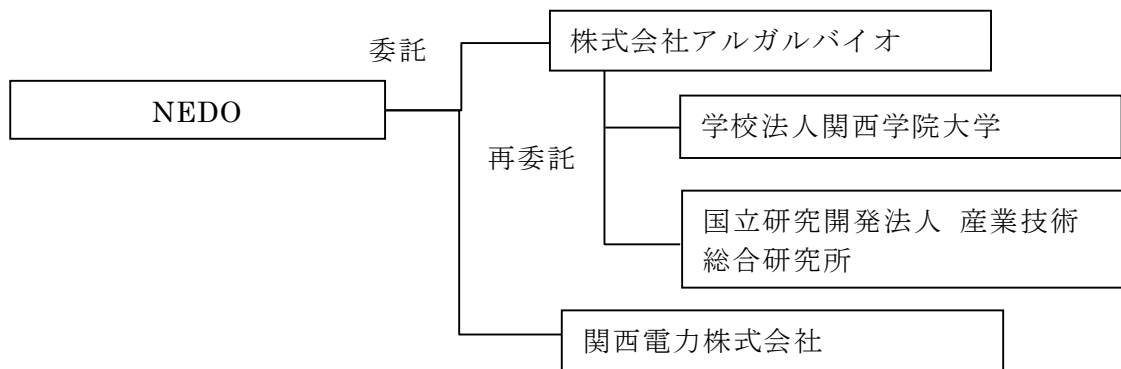 株式会社アルガルバイオ
委託
NEDO
学校法人関西学院大学
再委託
国立研究開発法人 産業技術
総合研究所
関西電力株式会社